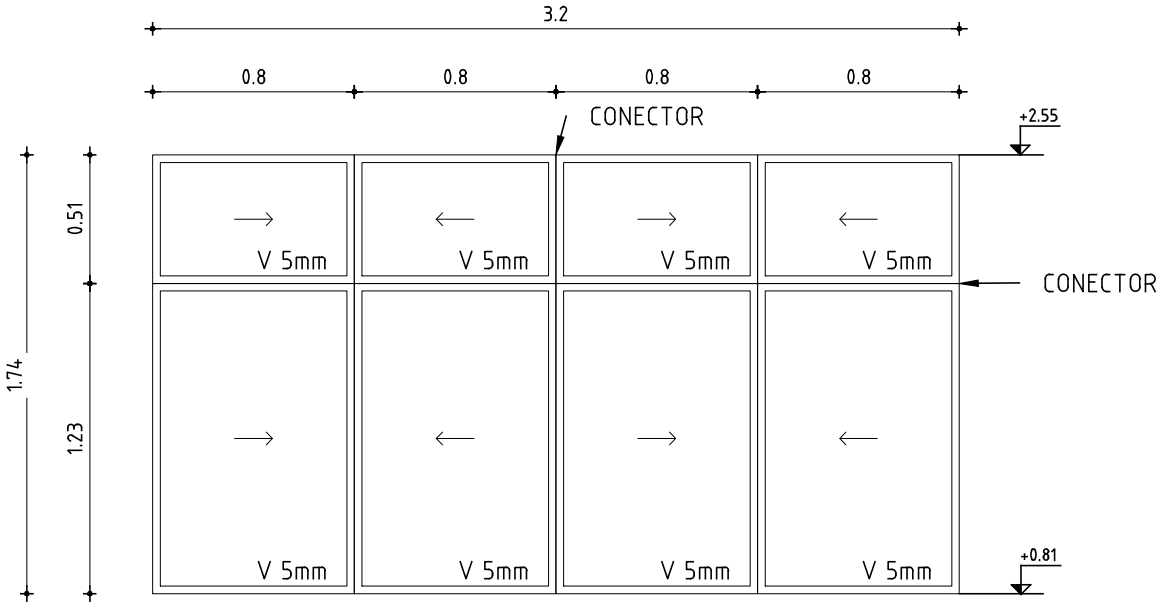 3.2
0.8 0.8 0.8 0.8
CONECTOR
+2.55
0.51
V 5mm V 5mm V 5mm V 5mm
CONECTOR
1.74
1.23
+0.81
V 5mm V 5mm V 5mm V 5mm